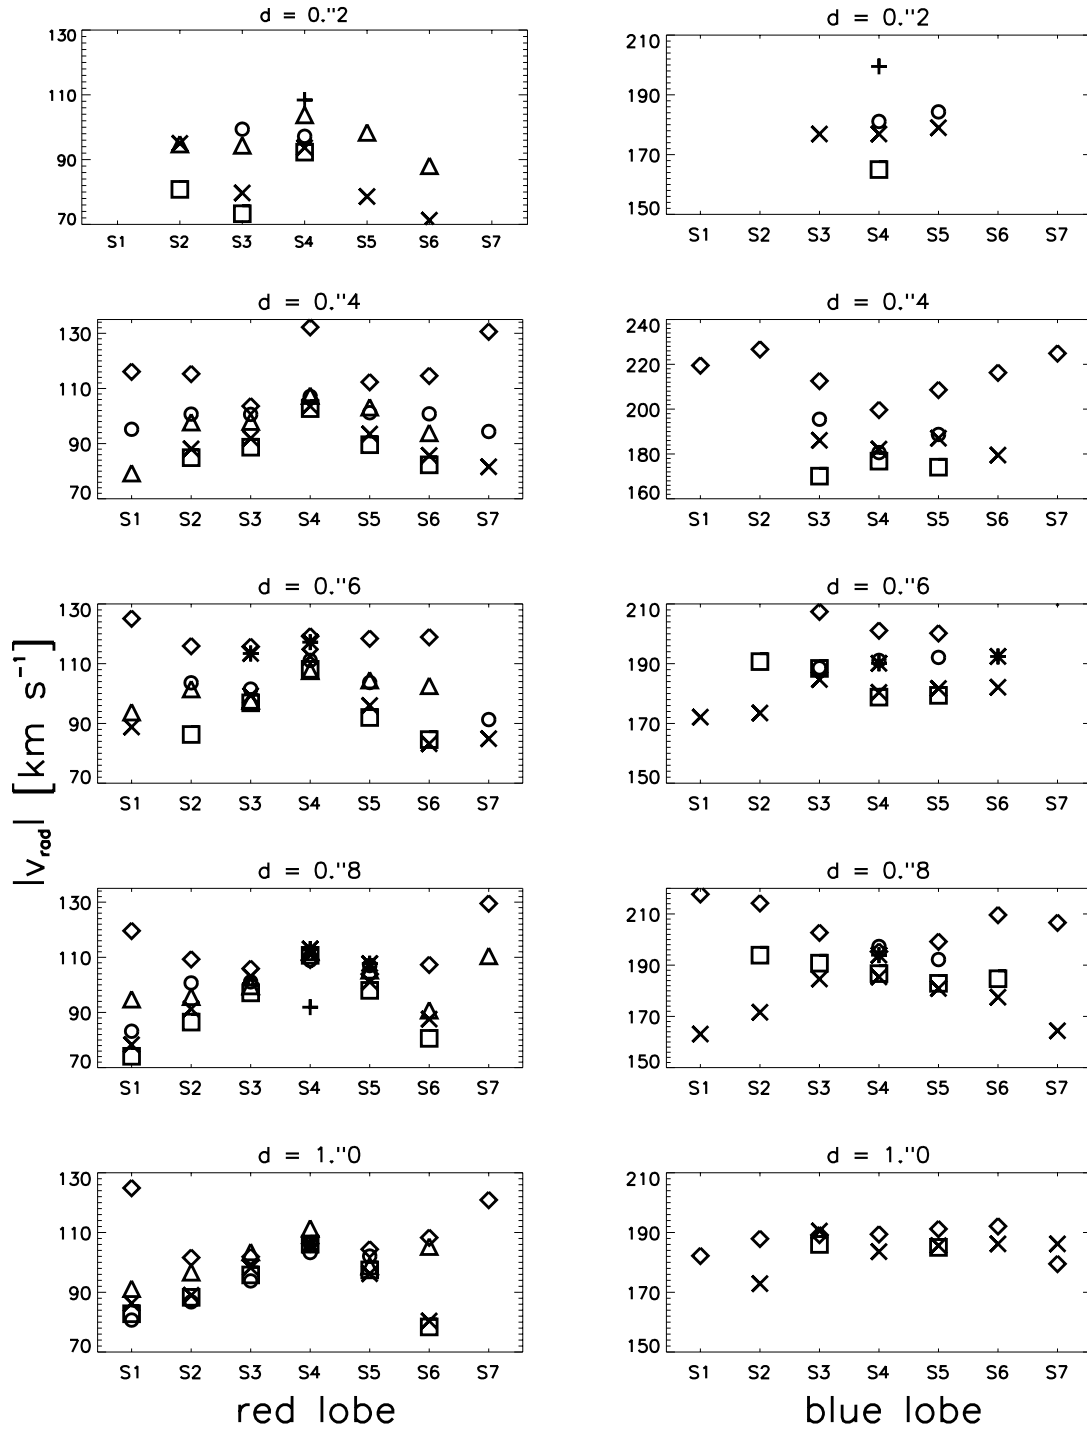 d = 0."2
130
110
90
70
S1 S2 S3 S4 S5 S6 S7
d = 0."2
210
190
170
150
S1 S2 S3 S4 S5 S6 S7
d = 0."4
130
110
90
70
S1 S2 S3 S4 S5 S6 S7
d = 0."4
240
220
200
180
160
S1 S2 S3 S4 S5 S6 S7
|v_rad| [km s⁻¹]
d = 0."6
130
110
90
70
S1 S2 S3 S4 S5 S6 S7
d = 0."6
210
190
170
150
S1 S2 S3 S4 S5 S6 S7
d = 0."8
130
110
90
70
S1 S2 S3 S4 S5 S6 S7
d = 0."8
210
190
170
150
S1 S2 S3 S4 S5 S6 S7
d = 1."0
130
110
90
70
S1 S2 S3 S4 S5 S6 S7
red lobe
d = 1."0
210
190
170
150
S1 S2 S3 S4 S5 S6 S7
blue lobe